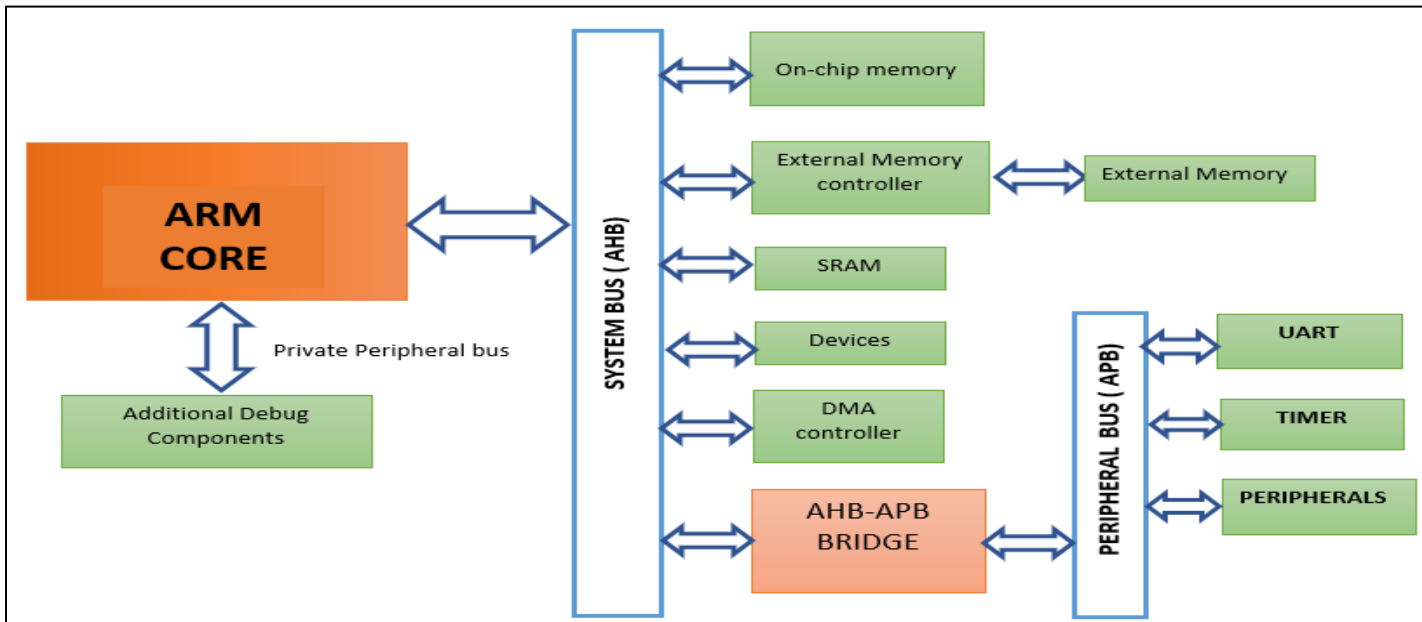 ARM
CORE
Private Peripheral bus
Additional Debug
Components
SYSTEM BUS ( AHB)
On-chip memory
External Memory
controller
External Memory
SRAM
Devices
DMA
controller
AHB-APB
BRIDGE
PERIPHERAL BUS ( APB)
UART
TIMER
PERIPHERALS